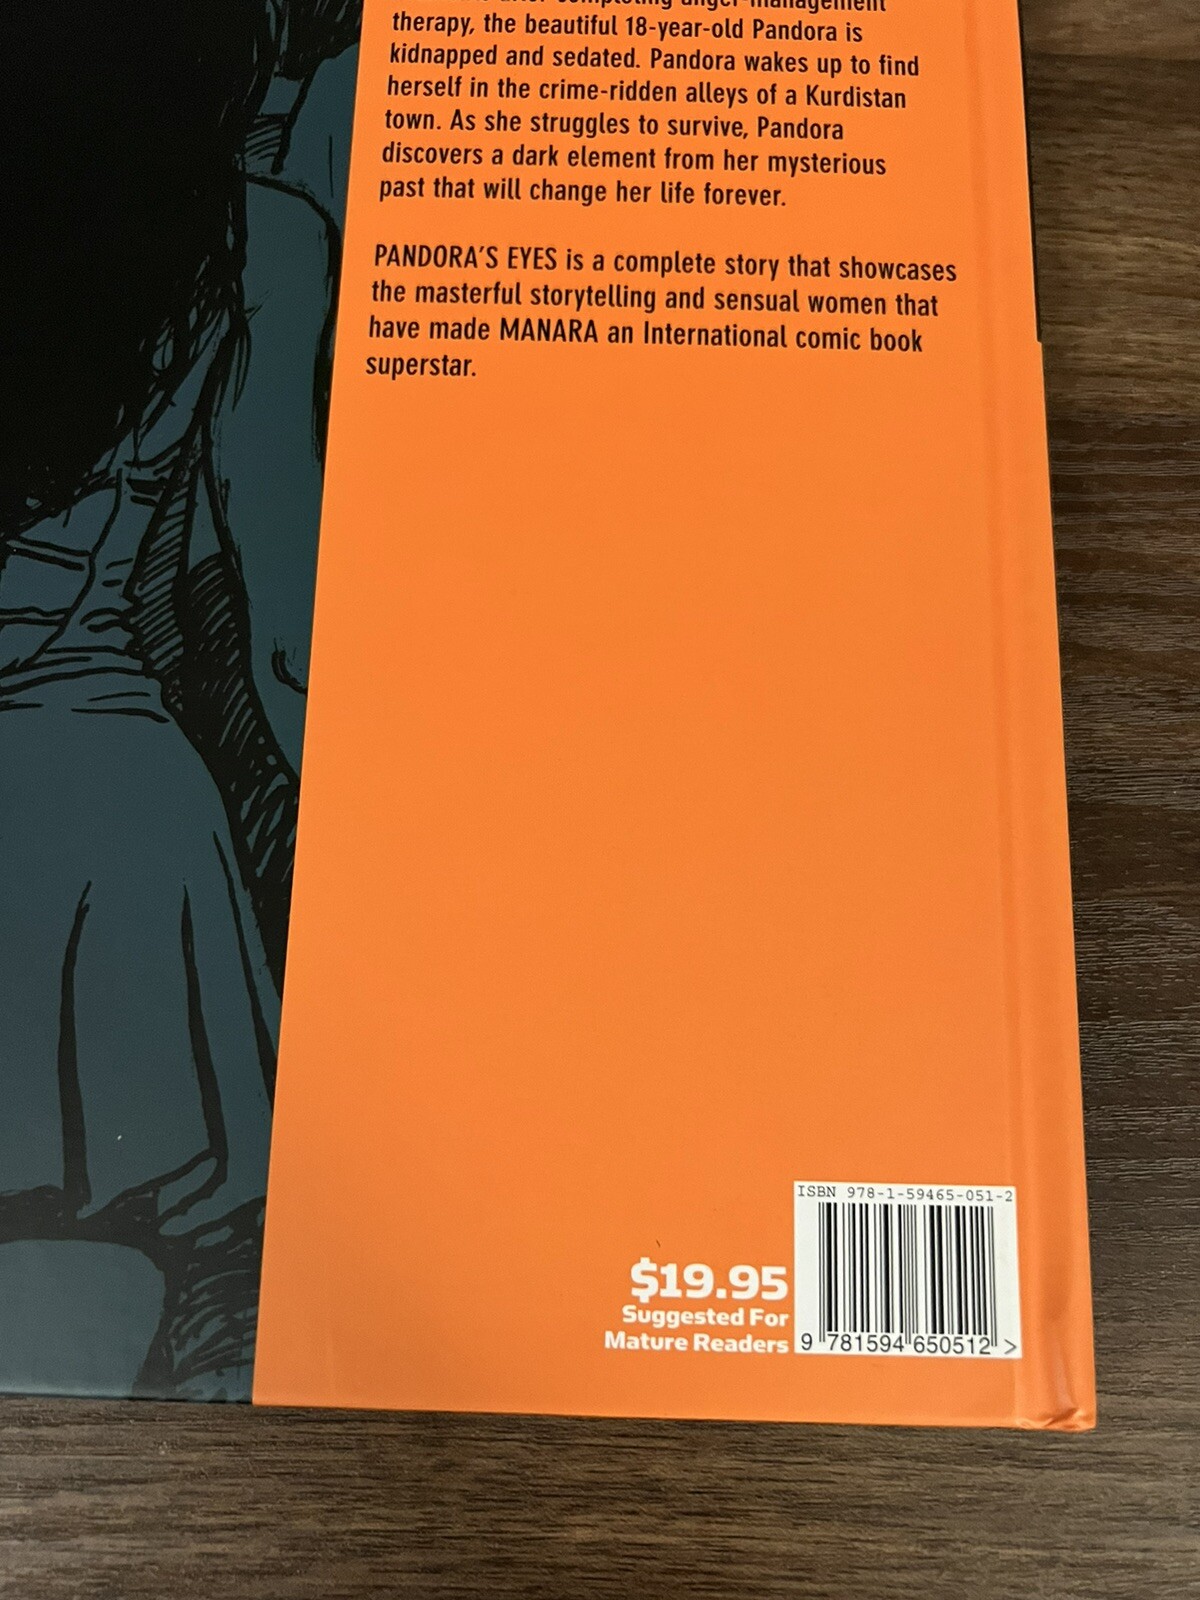 after completing anger-management
therapy, the beautiful 18-year-old Pandora is
kidnapped and sedated. Pandora wakes up to find
herself in the crime-ridden alleys of a Kurdistan
town. As she struggles to survive, Pandora
discovers a dark element from her mysterious
past that will change her life forever.
PANDORA'S EYES is a complete story that showcases
the masterful storytelling and sensual women that
have made MANARA an International comic book
superstar.
ISBN 978-1-59465-051-2
$19.95
Suggested For
Mature Readers
9 781594 650512 >